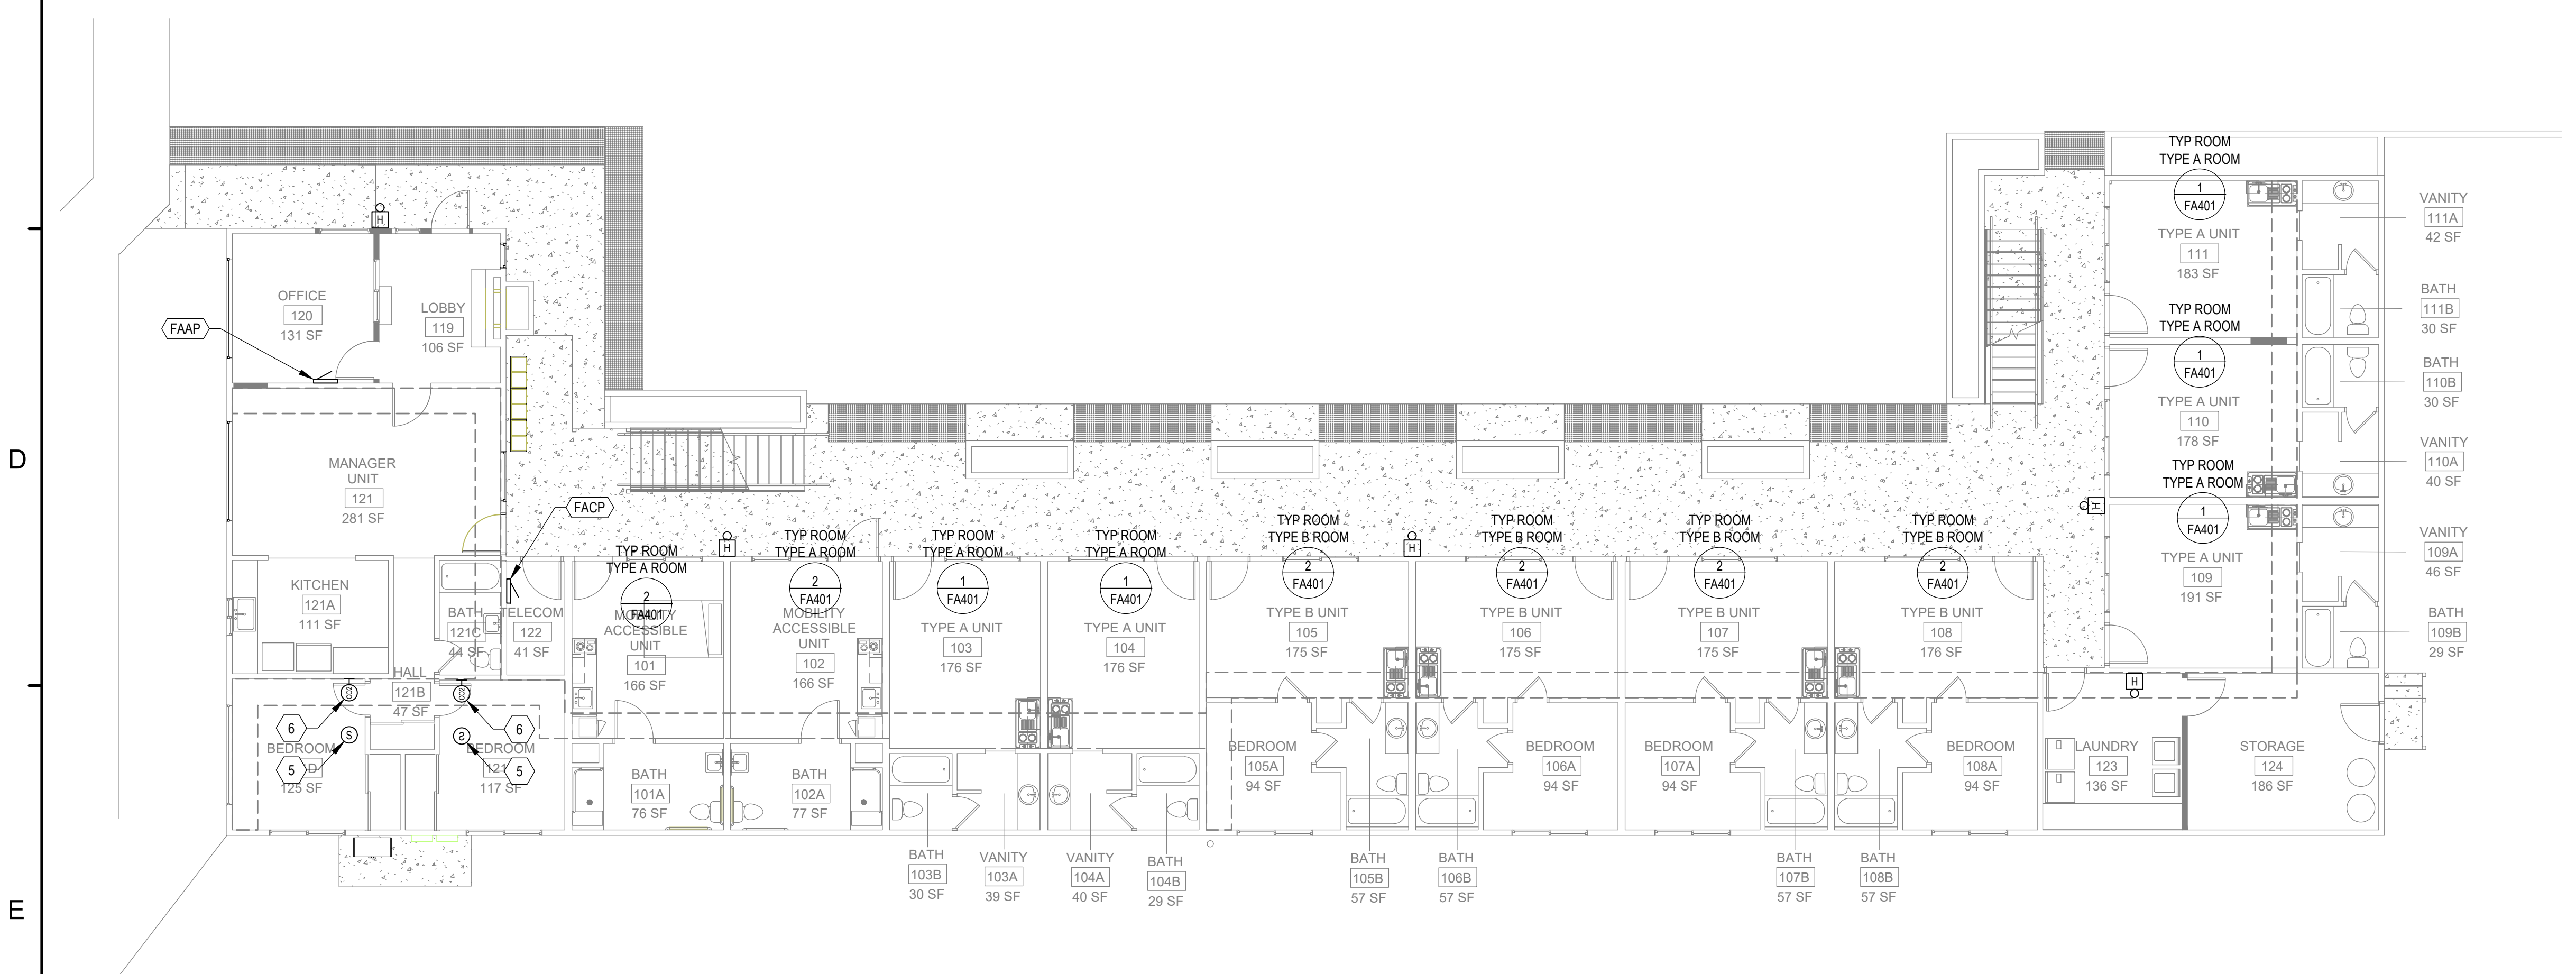 D
E
OFFICE
120
131 SF
LOBBY
119
106 SF
H
FAAP
MANAGER
UNIT
121
281 SF
FACP
KITCHEN
121A
111 SF
BATH
121C
44 SF
TELECOM
122
41 SF
HALL
121B
47 SF
CO2
CO2
6
6
S
S
5
5
BEDROOM
125 SF
BEDROOM
117 SF
H
TYP ROOM
TYPE A ROOM
2
FA401
MOBILITY
ACCESSIBLE
UNIT
101
166 SF
BATH
101A
76 SF
TYP ROOM
TYPE A ROOM
2
FA401
MOBILITY
ACCESSIBLE
UNIT
102
166 SF
BATH
102A
77 SF
TYP ROOM
TYPE A ROOM
1
FA401
TYPE A UNIT
103
176 SF
BATH
103B
30 SF
VANITY
103A
39 SF
TYP ROOM
TYPE A ROOM
1
FA401
TYPE A UNIT
104
176 SF
VANITY
104A
40 SF
BATH
104B
29 SF
TYP ROOM
TYPE B ROOM
2
FA401
TYPE B UNIT
105
175 SF
BEDROOM
105A
94 SF
BATH
105B
57 SF
H
TYP ROOM
TYPE B ROOM
2
FA401
TYPE B UNIT
106
175 SF
BATH
106B
57 SF
BEDROOM
106A
94 SF
TYP ROOM
TYPE B ROOM
2
FA401
TYPE B UNIT
107
175 SF
BEDROOM
107A
94 SF
BATH
107B
57 SF
TYP ROOM
TYPE B ROOM
2
FA401
TYPE B UNIT
108
176 SF
BATH
108B
57 SF
BEDROOM
108A
94 SF
TYP ROOM
TYPE A ROOM
1
FA401
TYPE A UNIT
111
183 SF
VANITY
111A
42 SF
BATH
111B
30 SF
TYP ROOM
TYPE A ROOM
1
FA401
TYPE A UNIT
110
178 SF
BATH
110B
30 SF
VANITY
110A
40 SF
H
TYP ROOM
TYPE A ROOM
1
FA401
TYPE A UNIT
109
191 SF
VANITY
109A
46 SF
BATH
109B
29 SF
H
LAUNDRY
123
136 SF
STORAGE
124
186 SF